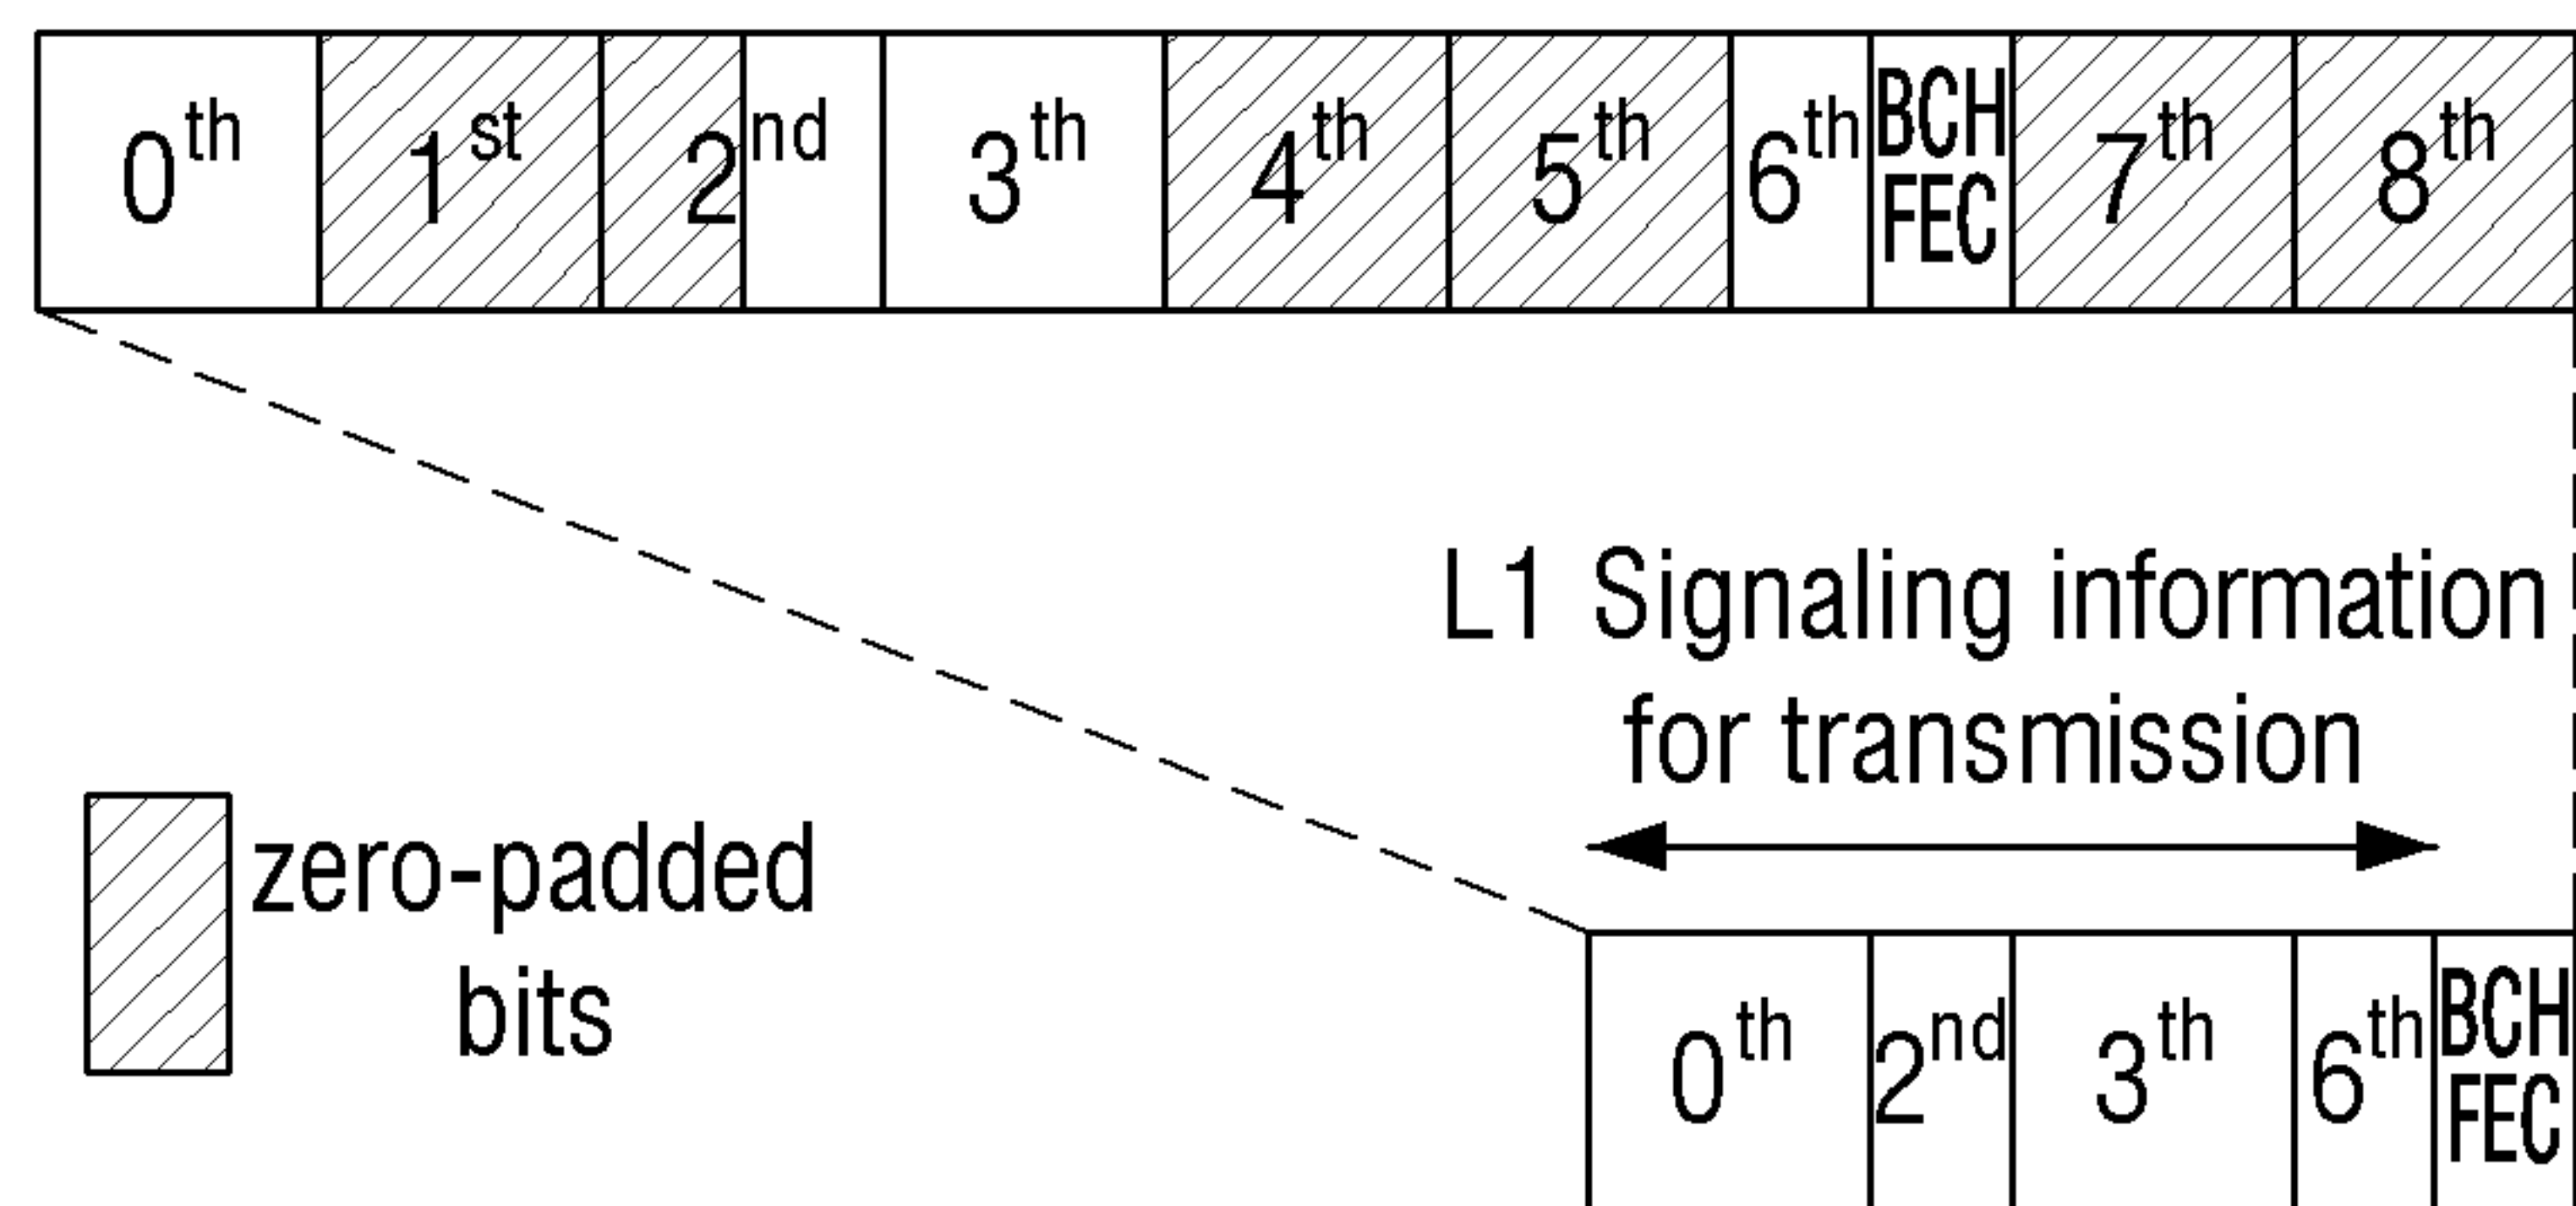 0th 1st 2nd 3th 4th 5th 6th BCH FEC 7th 8th
L1 Signaling information
for transmission
zero-padded
bits
0th 2nd 3th 6th BCH FEC